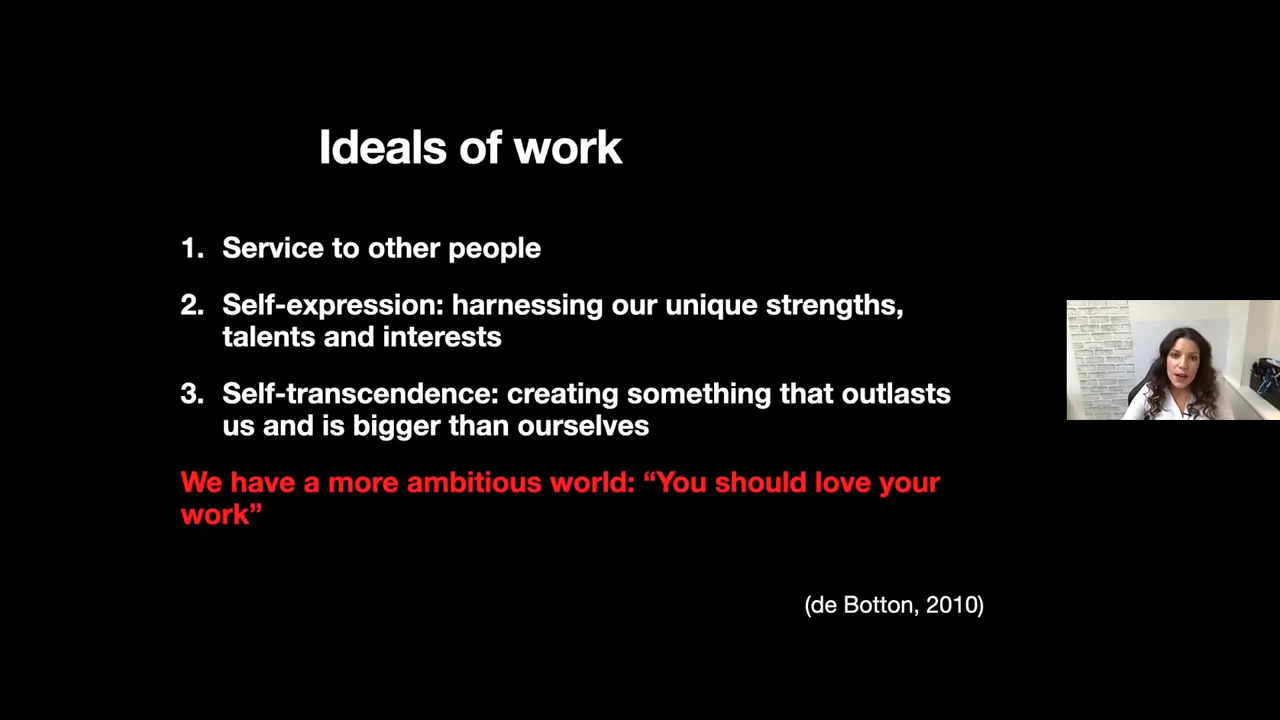 Ideals of work
1. Service to other people
2. Self-expression: harnessing our unique strengths,
talents and interests
3. Self-transcendence: creating something that outlasts
us and is bigger than ourselves
We have a more ambitious world: “You should love your
work”
(de Botton, 2010)